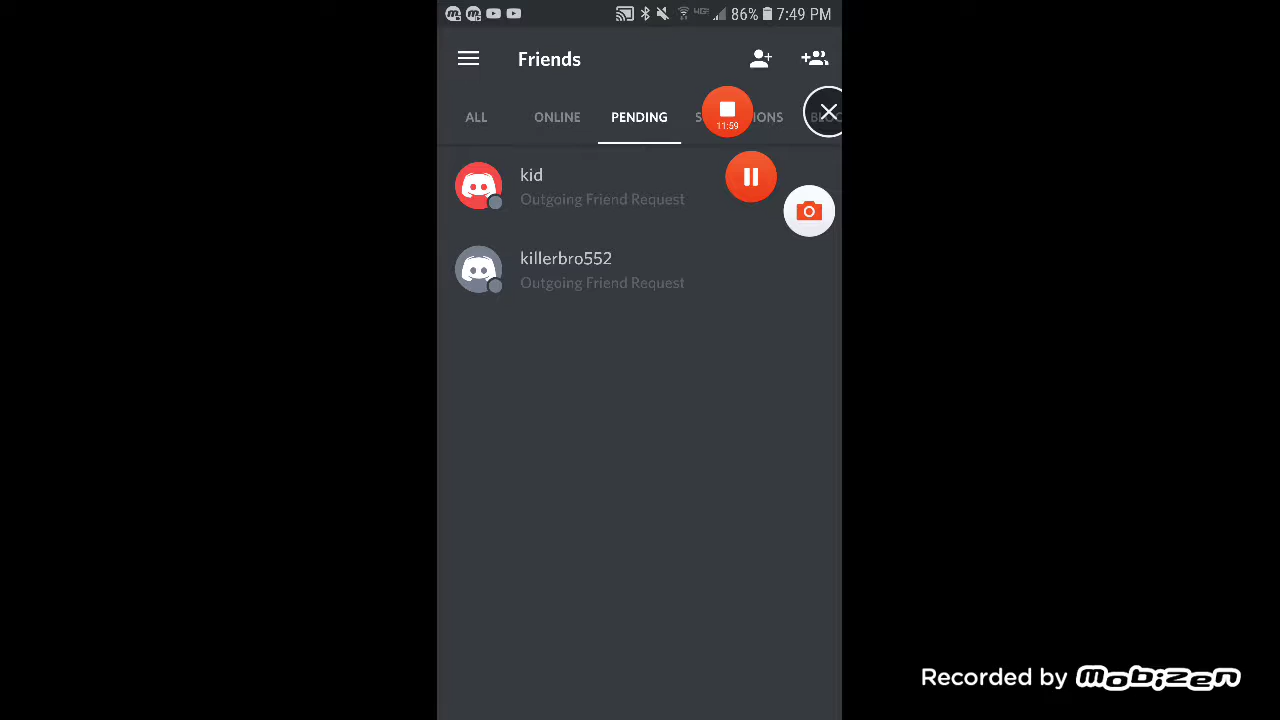 4G 86% 7:49 PM
Friends
ALL ONLINE PENDING
11:59
kid
Outgoing Friend Request
killerbro552
Outgoing Friend Request
Recorded by mobizen